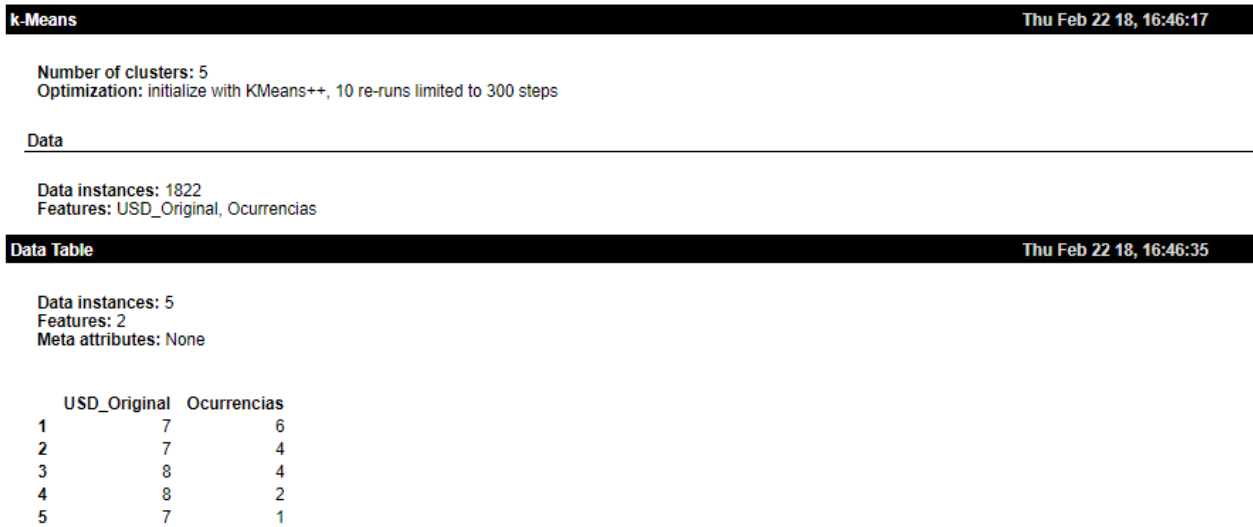 k-Means Thu Feb 22 18, 16:46:17
Number of clusters: 5
Optimization: initialize with KMeans++, 10 re-runs limited to 300 steps
Data
Data instances: 1822
Features: USD_Original, Ocurrencias
Data Table Thu Feb 22 18, 16:46:35
Data instances: 5
Features: 2
Meta attributes: None
USD_Original Ocurrencias
1 7 6
2 7 4
3 8 4
4 8 2
5 7 1